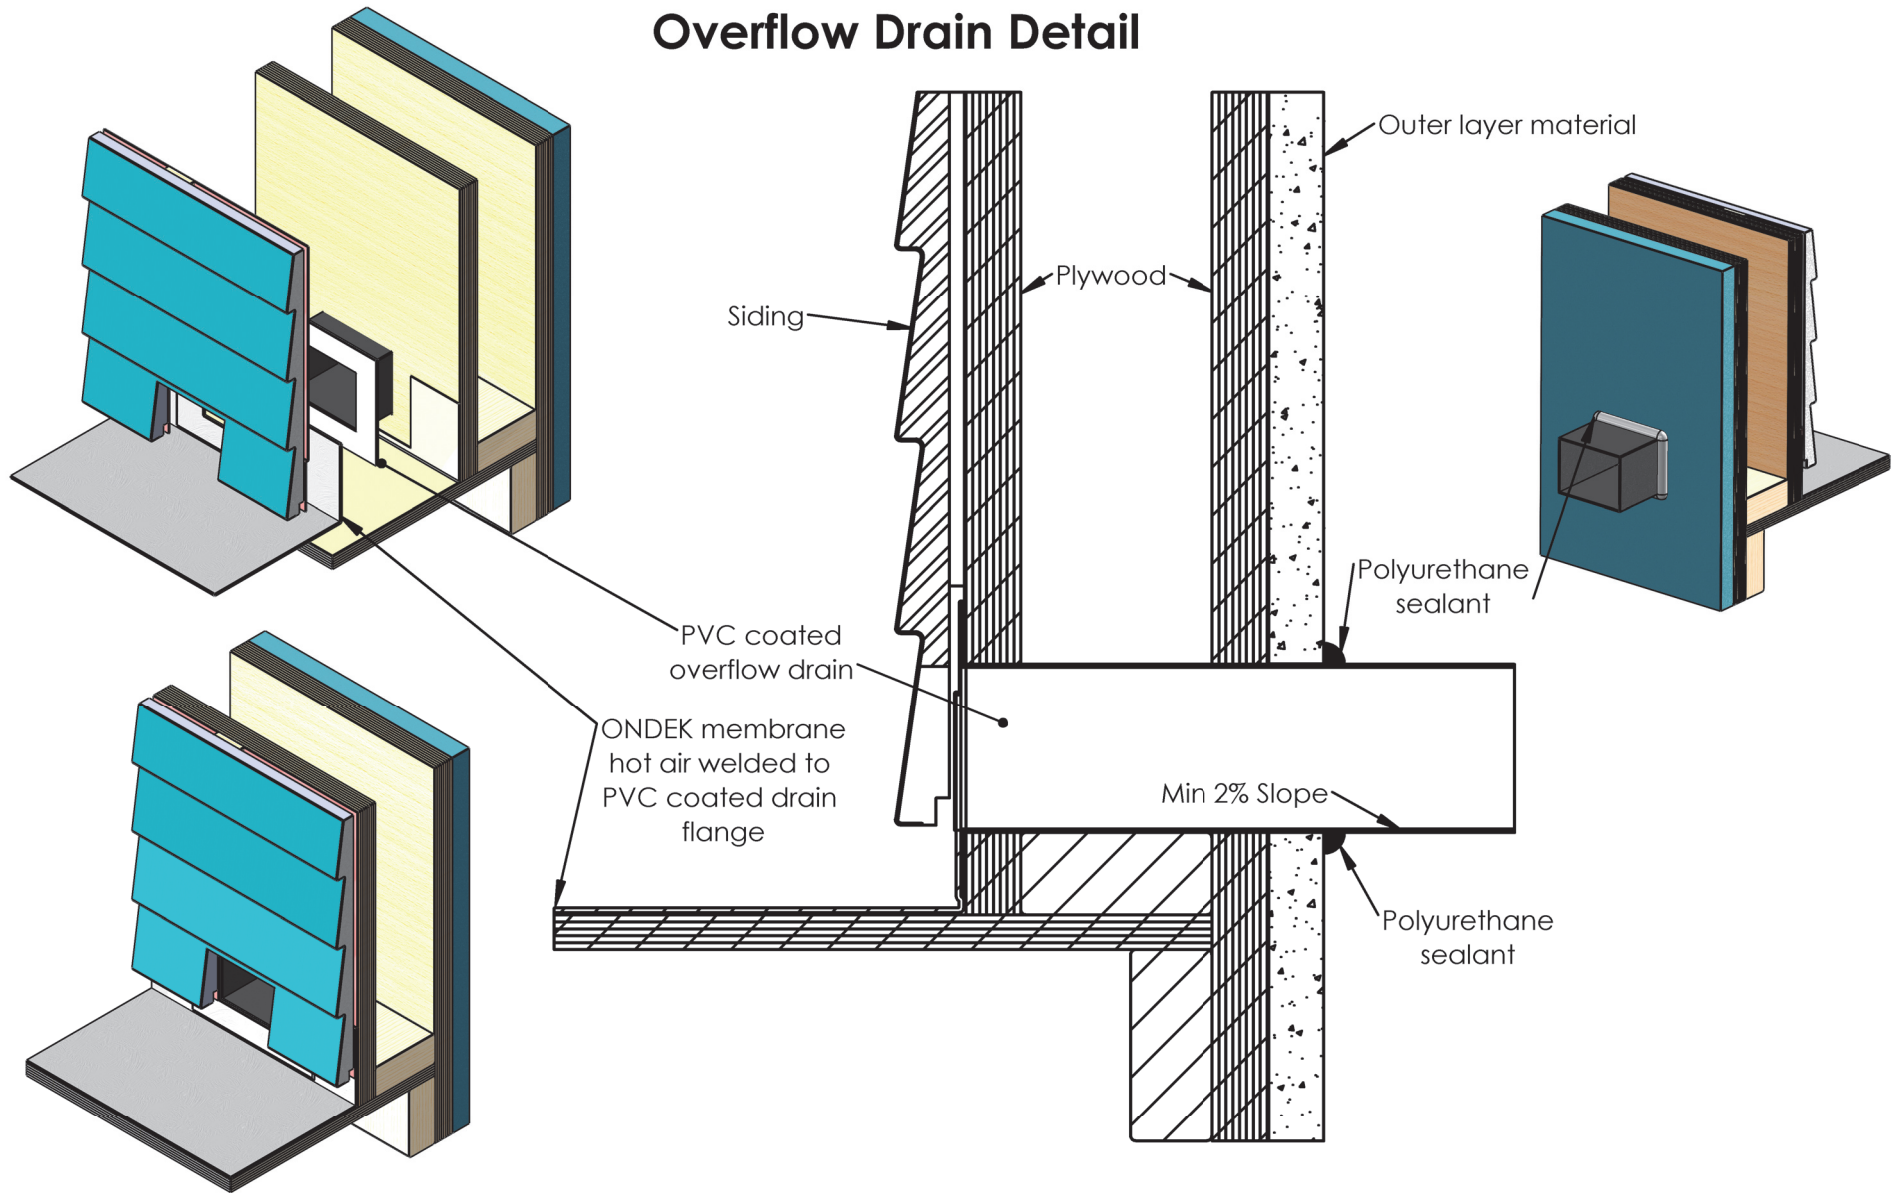 Overflow Drain Detail
Outer layer material
Plywood
Siding
Polyurethane
sealant
PVC coated
overflow drain
ONDEK membrane
hot air welded to
PVC coated drain
flange
Min 2% Slope
Polyurethane
sealant